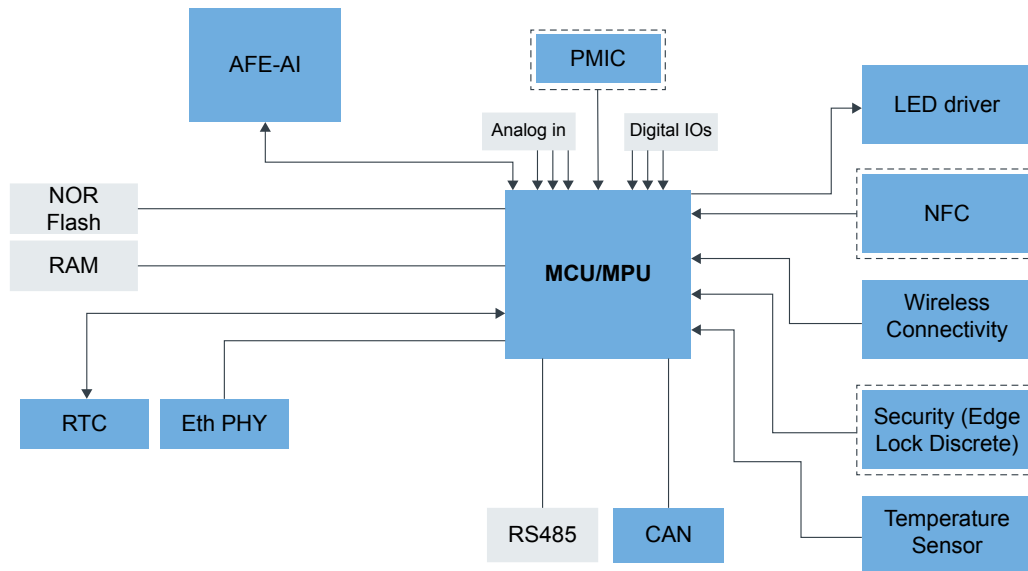 AFE-AI
PMIC
LED driver
Analog in
Digital IOs
NOR
Flash
NFC
RAM
MCU/MPU
Wireless
Connectivity
RTC
Eth PHY
Security (Edge
Lock Discrete)
RS485
CAN
Temperature
Sensor